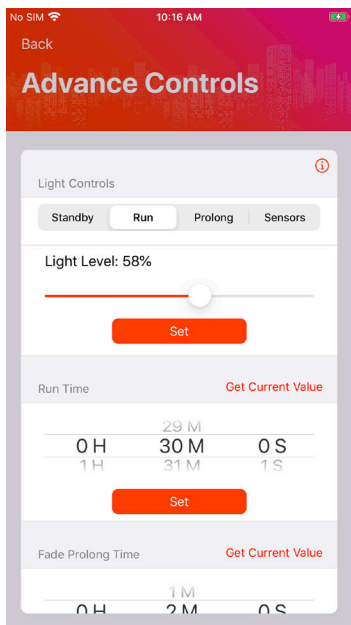 No SIM 10:16 AM
Back
Advance Controls
Light Controls
Standby Run Prolong Sensors
Light Level: 58%
Set
Run Time Get Current Value
29 M
0 H 30 M 0 S
1 H 31 M 1 S
Set
Fade Prolong Time Get Current Value
1 M
0 H 2 M 0 S